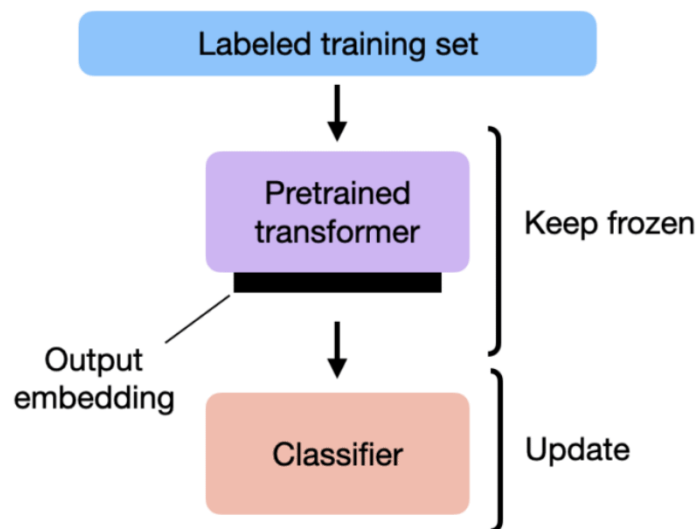 Labeled training set
Pretrained
transformer
Keep frozen
Output
embedding
Classifier
Update